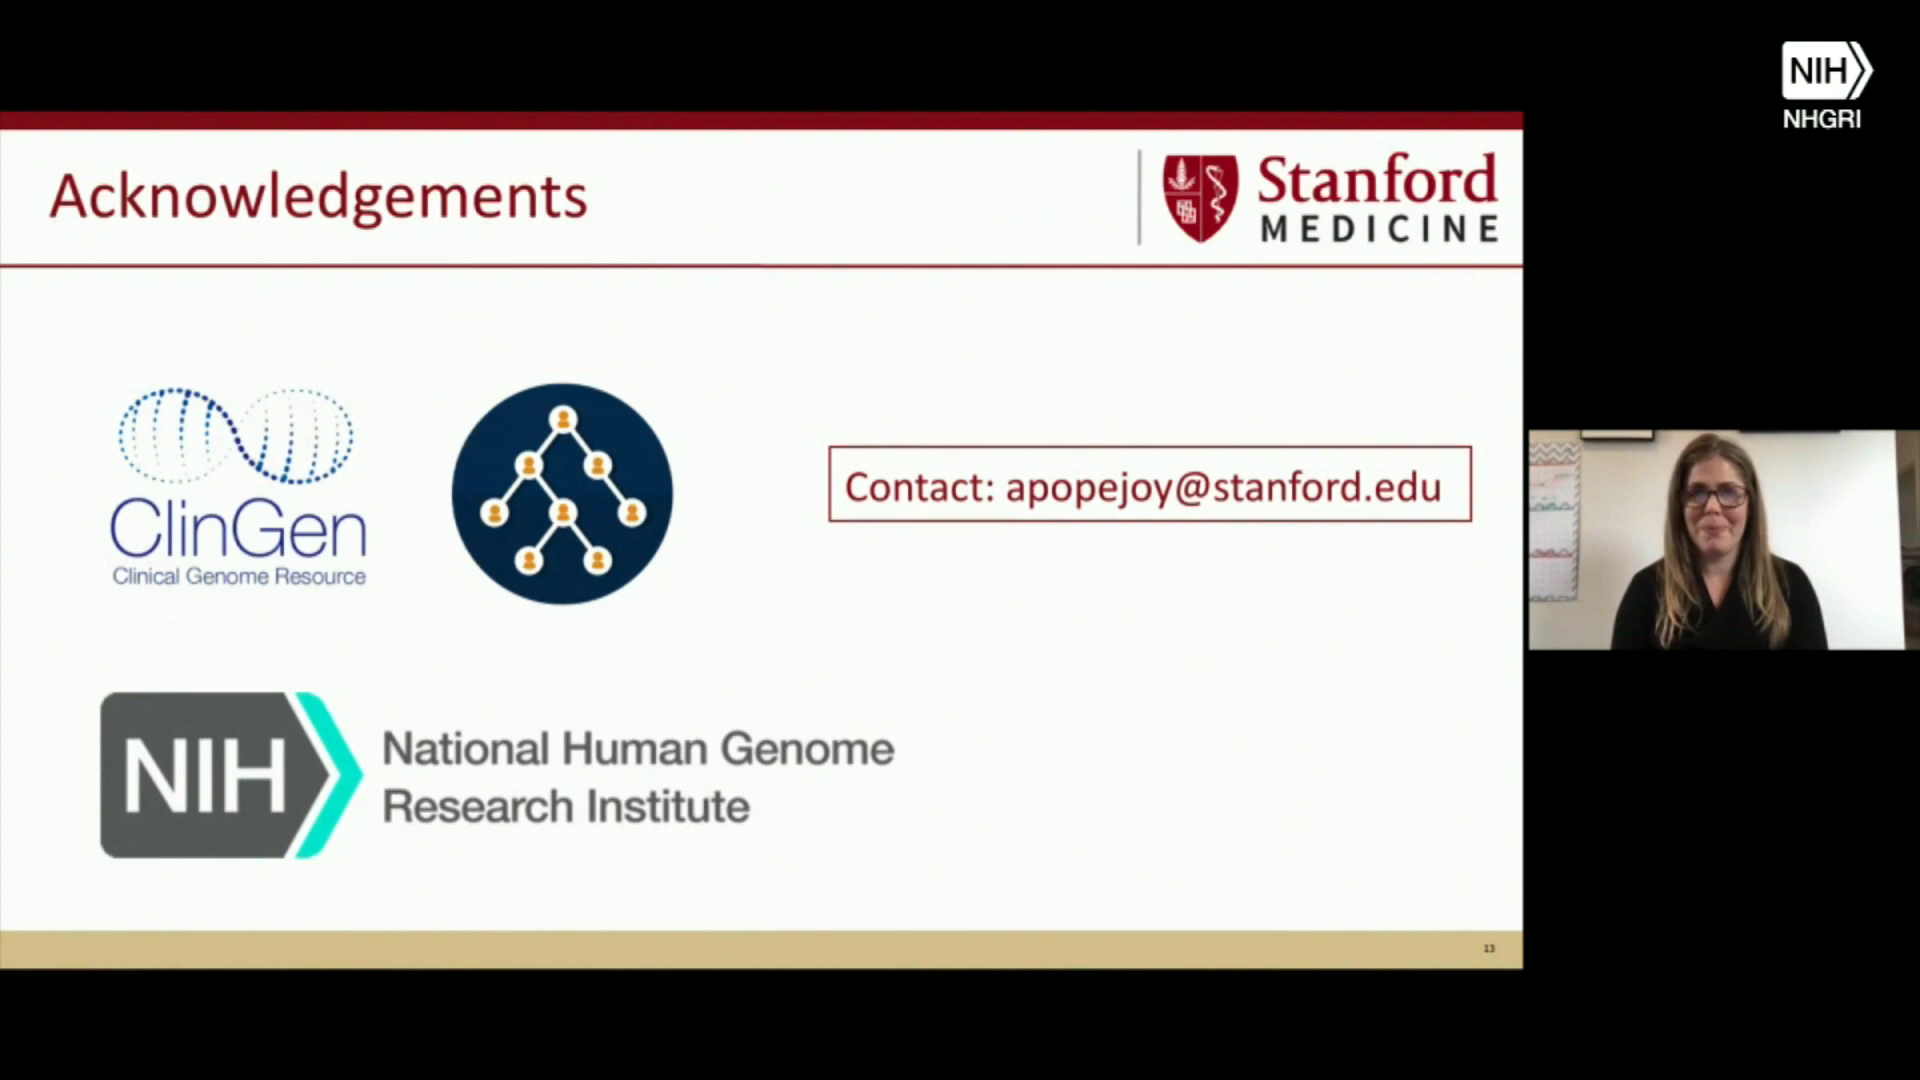 NIH
NHGRI
Acknowledgements
Stanford
MEDICINE
ClinGen
Clinical Genome Resource
Contact: apopejoy@stanford.edu
NIH
National Human Genome
Research Institute
13